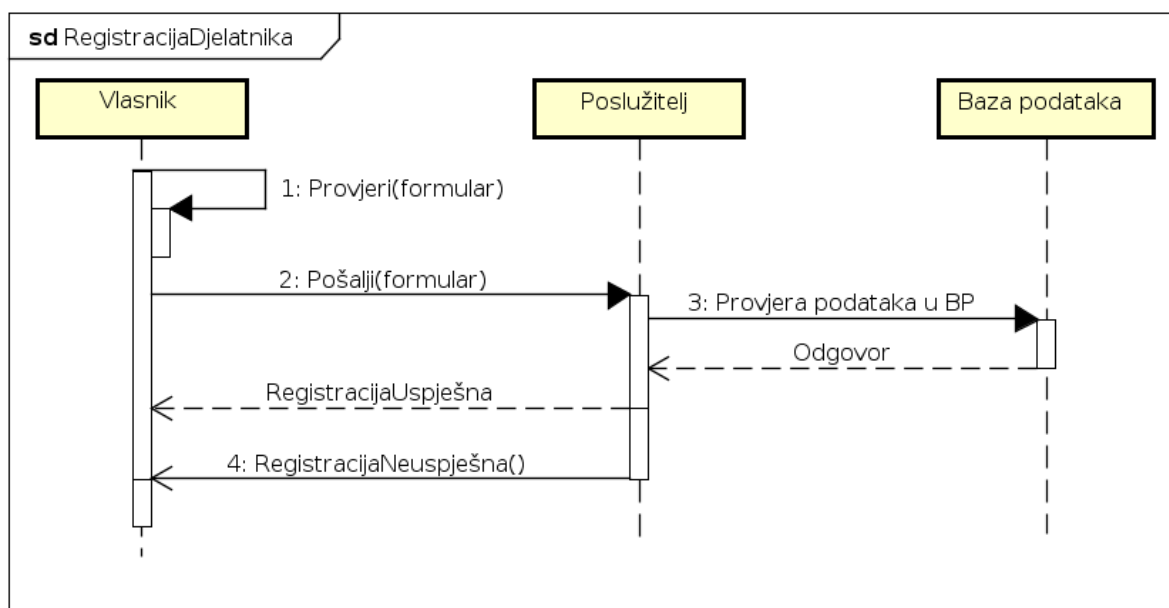 sd RegistracijaDjelatnika
Vlasnik
Poslužitelj
Baza podataka
1: Provjeri(formular)
2: Pošalji(formular)
3: Provjera podataka u BP
Odgovor
RegistracijaUspješna
4: RegistracijaNeuspješna()